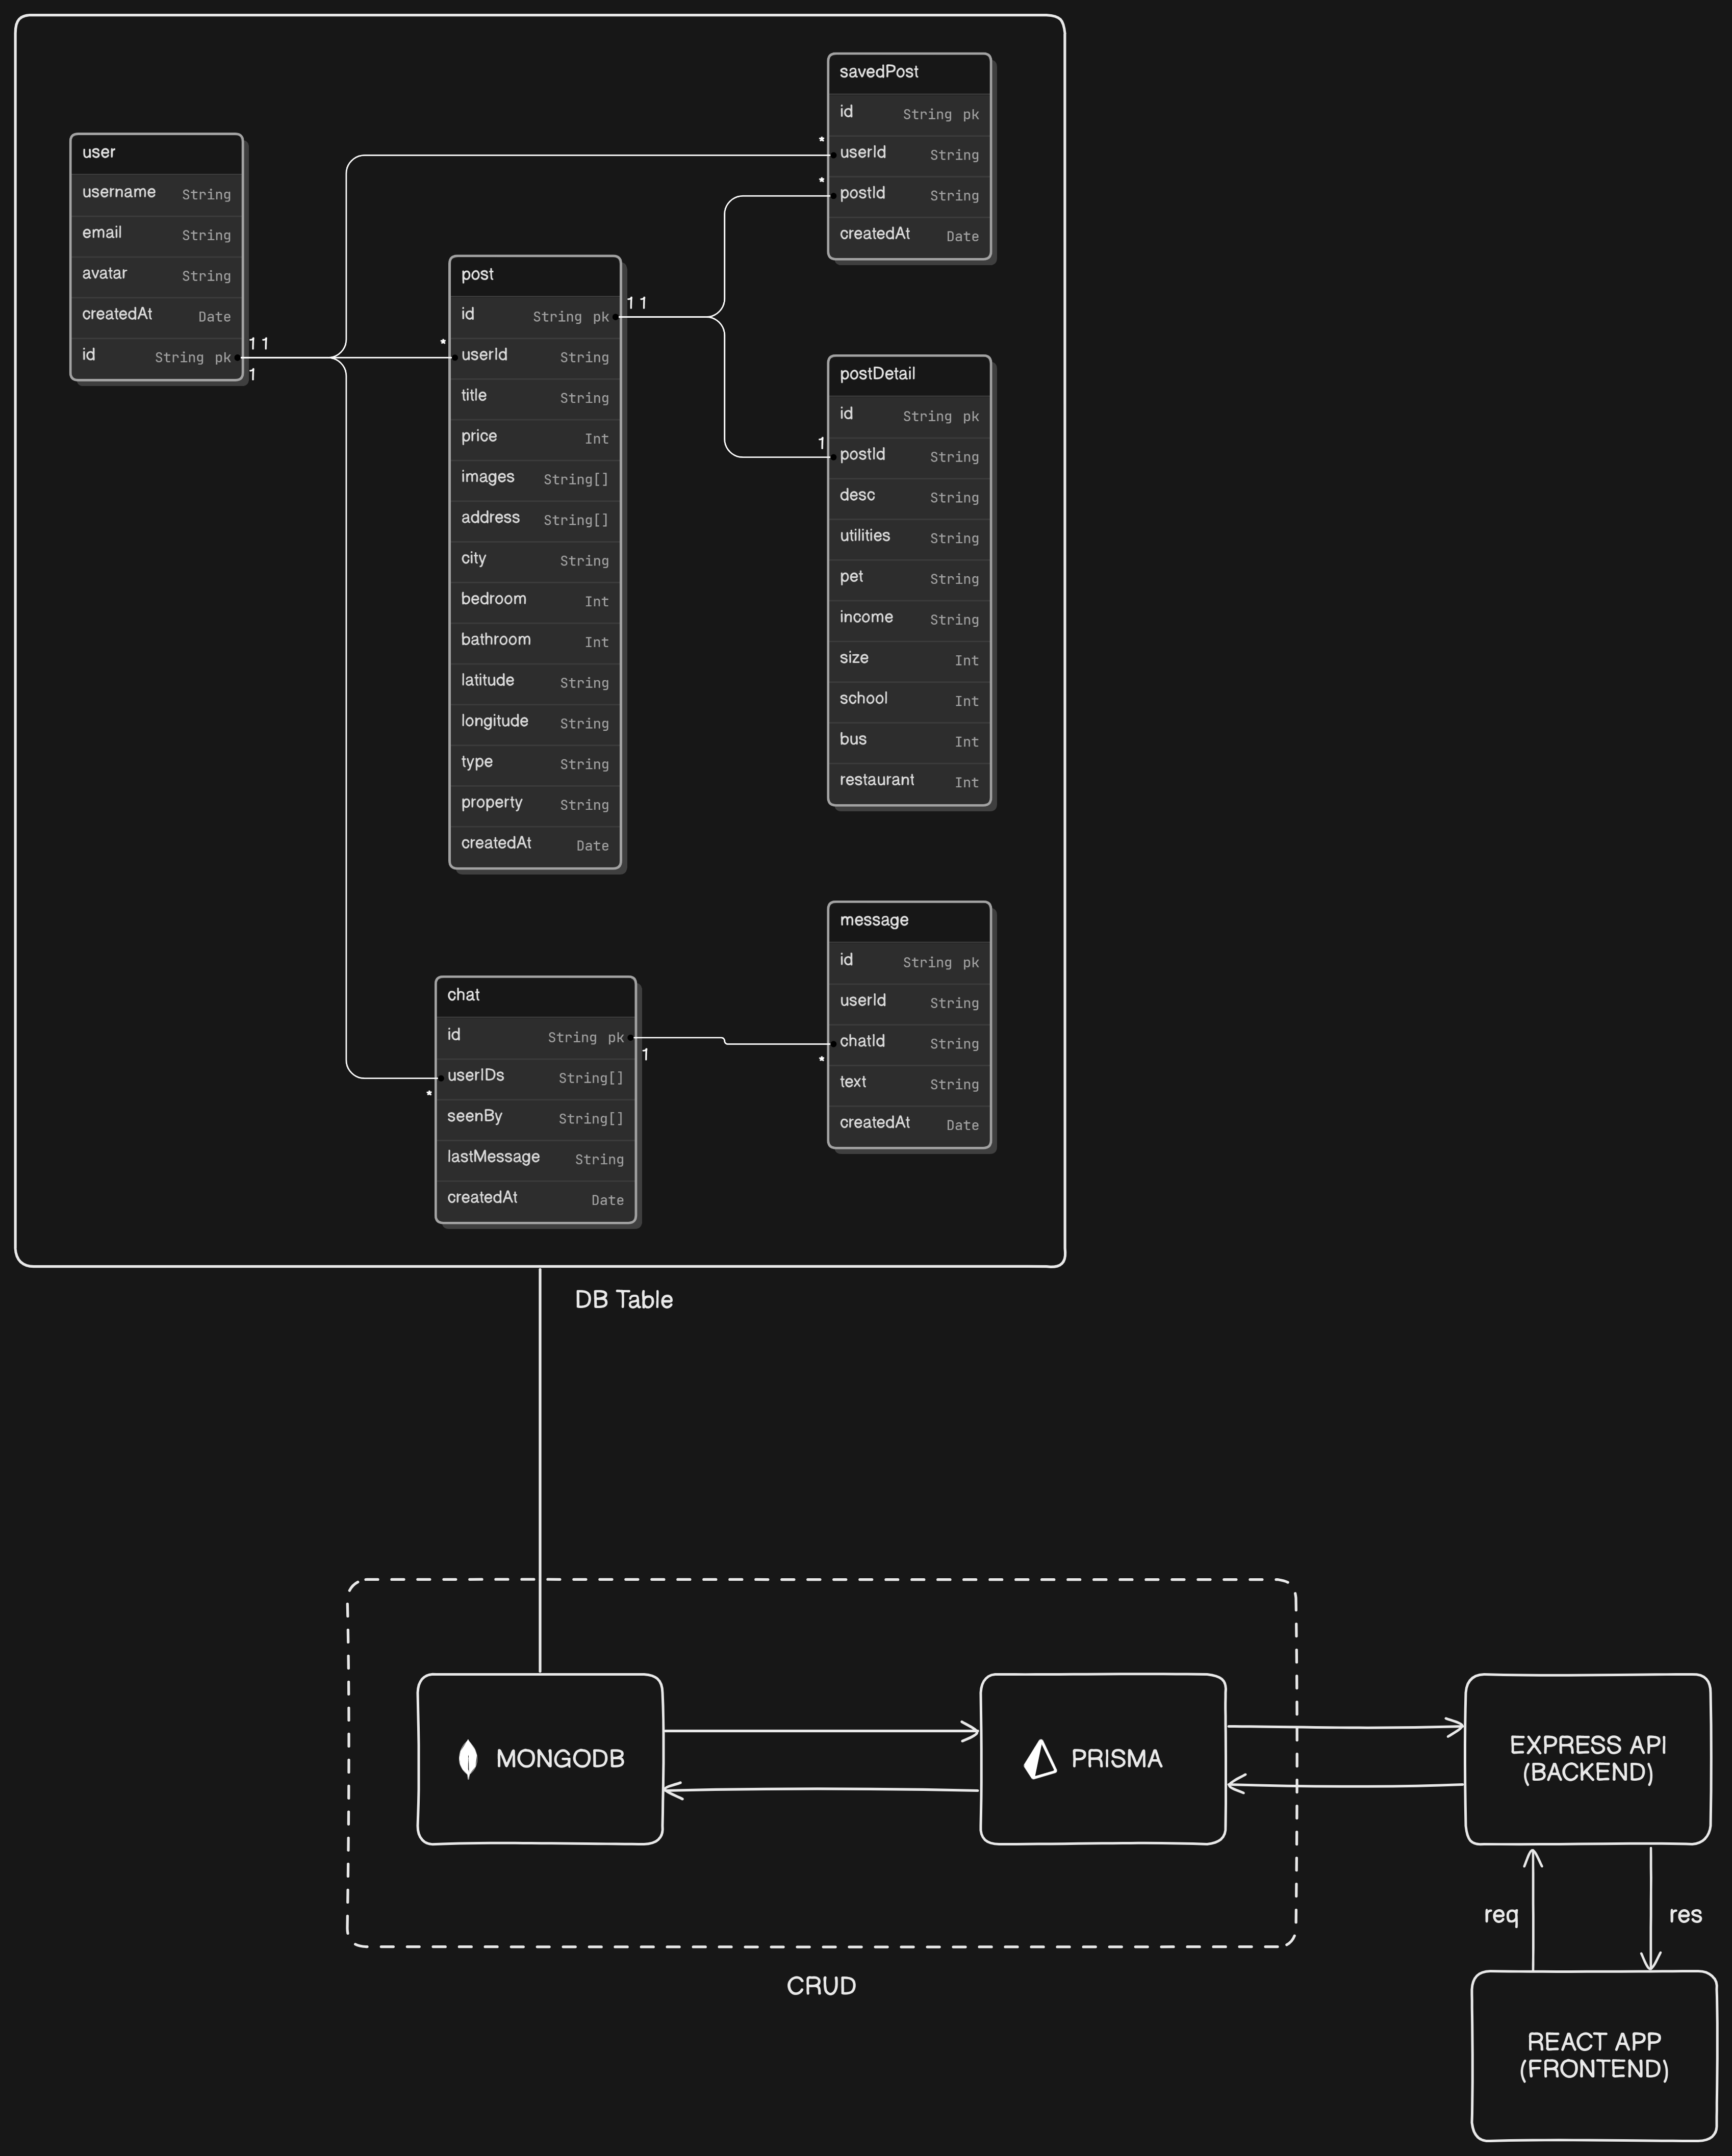 savedPost
id String pk
* userId String
* postId String
createdAt Date
user
username String
email String
avatar String
createdAt Date
id String pk
1 1
1
post
id String pk
1 1
* userId String
title String
price Int
images String[]
address String[]
city String
bedroom Int
bathroom Int
latitude String
longitude String
type String
property String
createdAt Date
postDetail
id String pk
1 postId String
desc String
utilities String
pet String
income String
size Int
school Int
bus Int
restaurant Int
message
id String pk
userId String
chatId String
*
text String
createdAt Date
chat
id String pk
1
userIDs String[]
*
seenBy String[]
lastMessage String
createdAt Date
DB Table
MONGODB
PRISMA
EXPRESS API
(BACKEND)
req
res
CRUD
REACT APP
(FRONTEND)